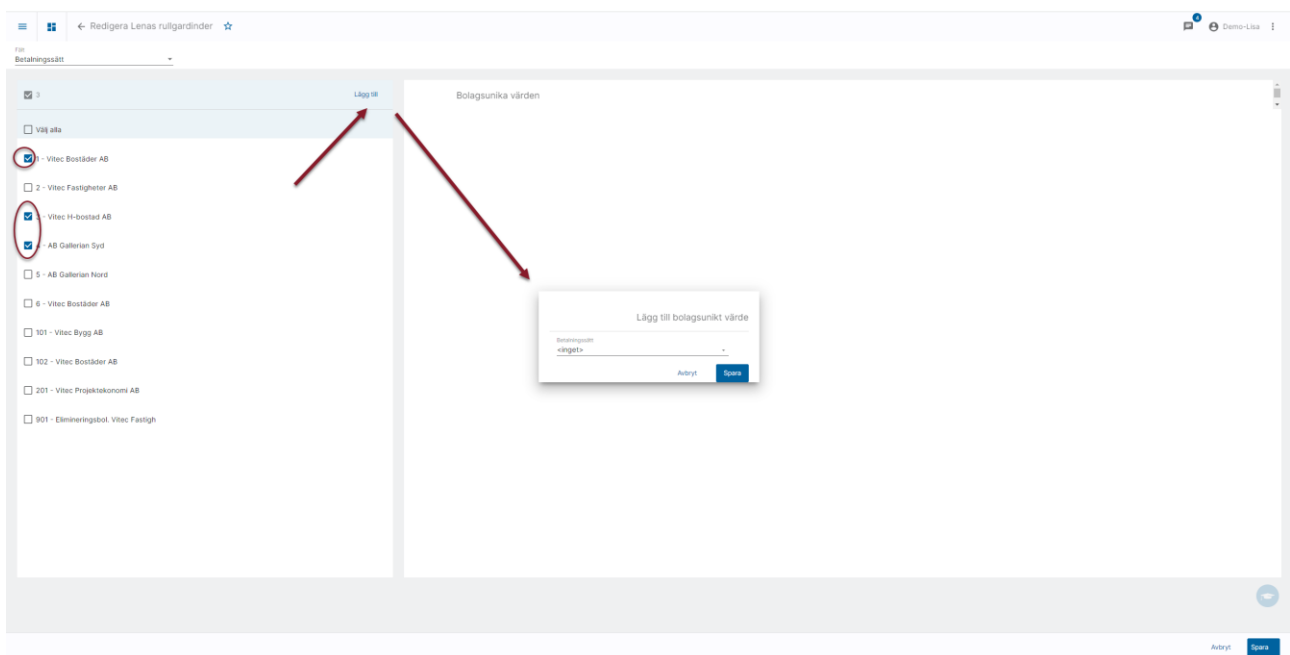 Redigera Lenas rullgardinder
4
Demo-Lisa
Fält
Betalningssätt
3
Lägg till
Bolagsunika värden
Välj alla
1 - Vitec Bostäder AB
2 - Vitec Fastigheter AB
- Vitec H-bostad AB
- AB Gallerian Syd
5 - AB Gallerian Nord
6 - Vitec Bostäder AB
101 - Vitec Bygg AB
102 - Vitec Bostäder AB
201 - Vitec Projektekonomi AB
901 - Elimineringsbol. Vitec Fastigh
Lägg till bolagsunikt värde
Betalningssätt
<inget>
Avbryt
Spara
Avbryt
Spara